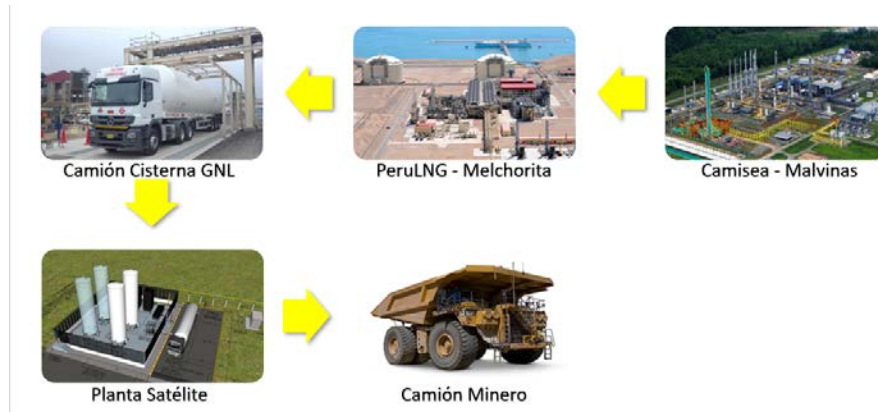 Camión Cisterna GNL
PeruLNG - Melchorita
Camisea - Malvinas
Planta Satélite
Camión Minero